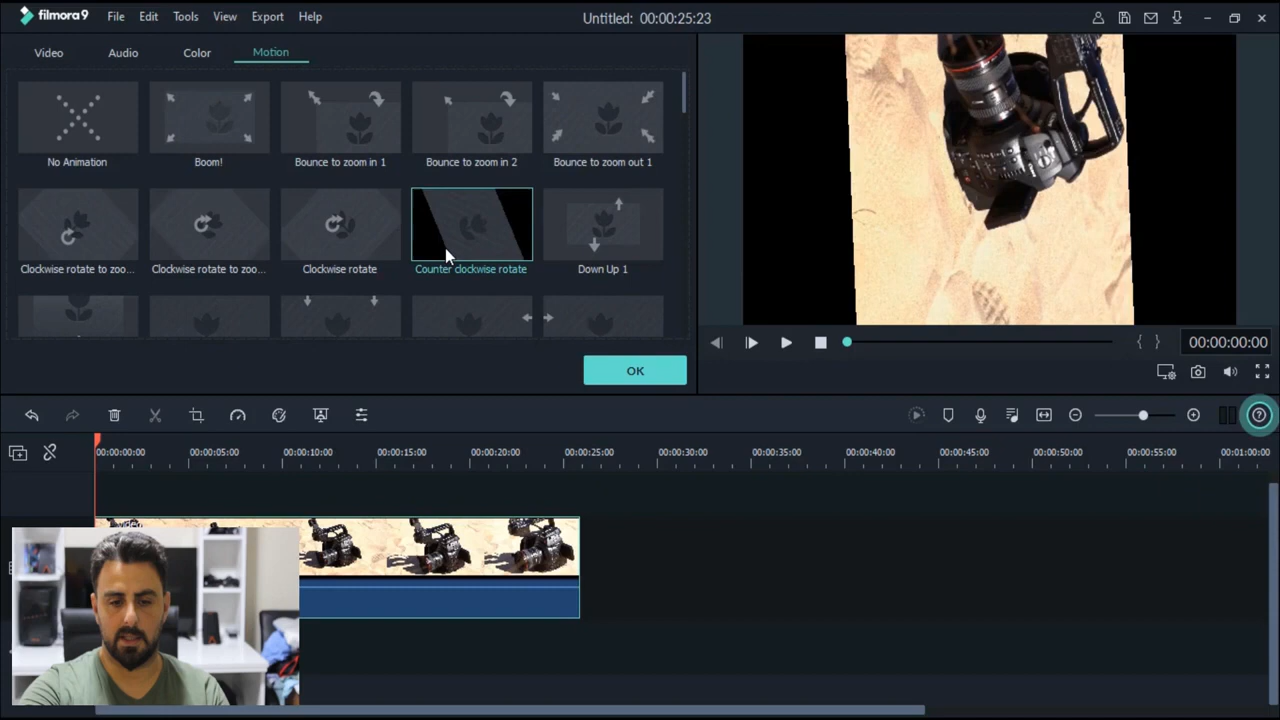 filmora9 File Edit Tools View Export Help Untitled: 00:00:25:23
Video Audio Color Motion
No Animation Boom! Bounce to zoom in 1 Bounce to zoom in 2 Bounce to zoom out 1
Clockwise rotate to zoo... Clockwise rotate to zoo... Clockwise rotate Counter clockwise rotate Down Up 1
{ } 00:00:00:00
OK
00:00:00:00 00:00:05:00 00:00:10:00 00:00:15:00 00:00:20:00 00:00:25:00 00:00:30:00 00:00:35:00 00:00:40:00 00:00:45:00 00:00:50:00 00:00:55:00 00:01:00:00